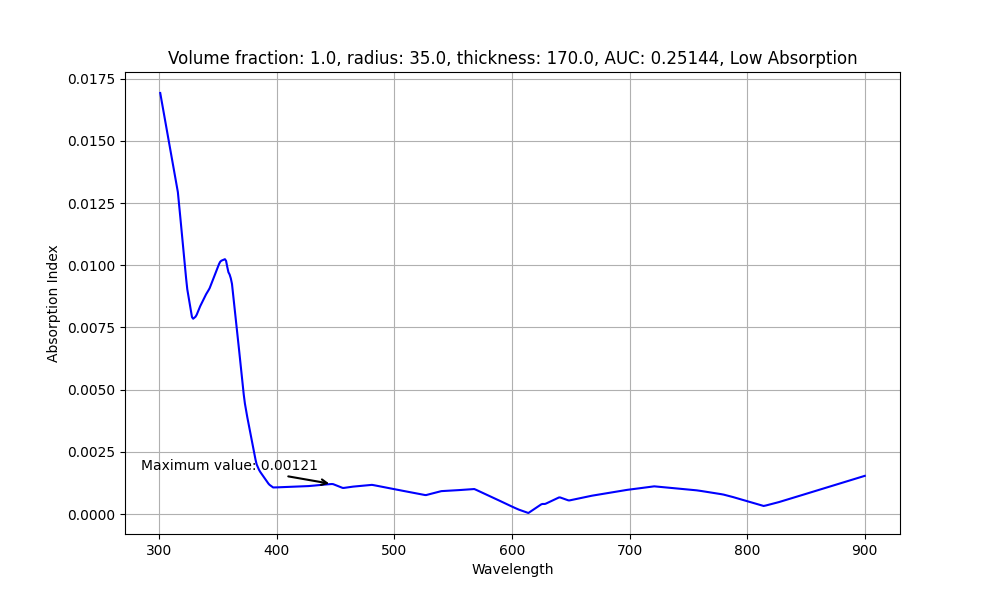 Volume fraction: 1.0, radius: 35.0, thickness: 170.0, AUC: 0.25144, Low Absorption
0.0175
0.0150
0.0125
0.0100
0.0075
0.0050
0.0025
0.0000
Absorption Index
Maximum value: 0.00121
300 400 500 600 700 800 900
Wavelength